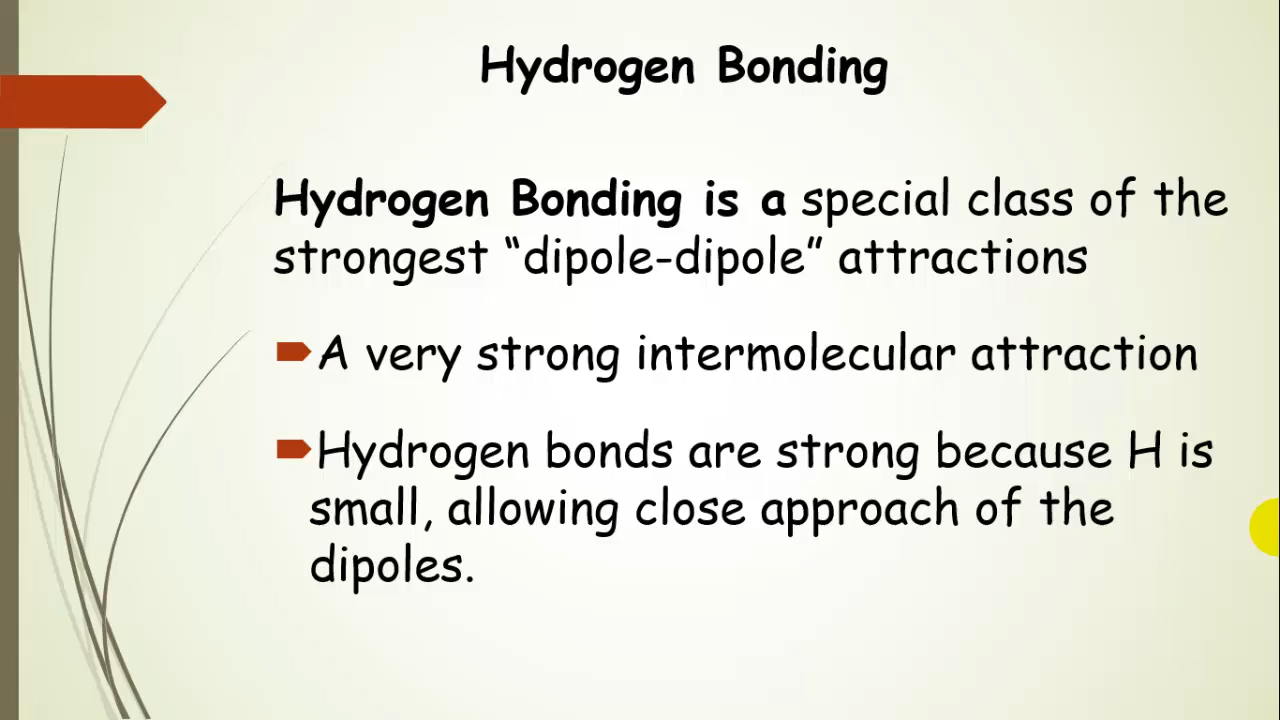 Hydrogen Bonding
Hydrogen Bonding is a special class of the
strongest “dipole-dipole” attractions
A very strong intermolecular attraction
Hydrogen bonds are strong because H is
small, allowing close approach of the
dipoles.